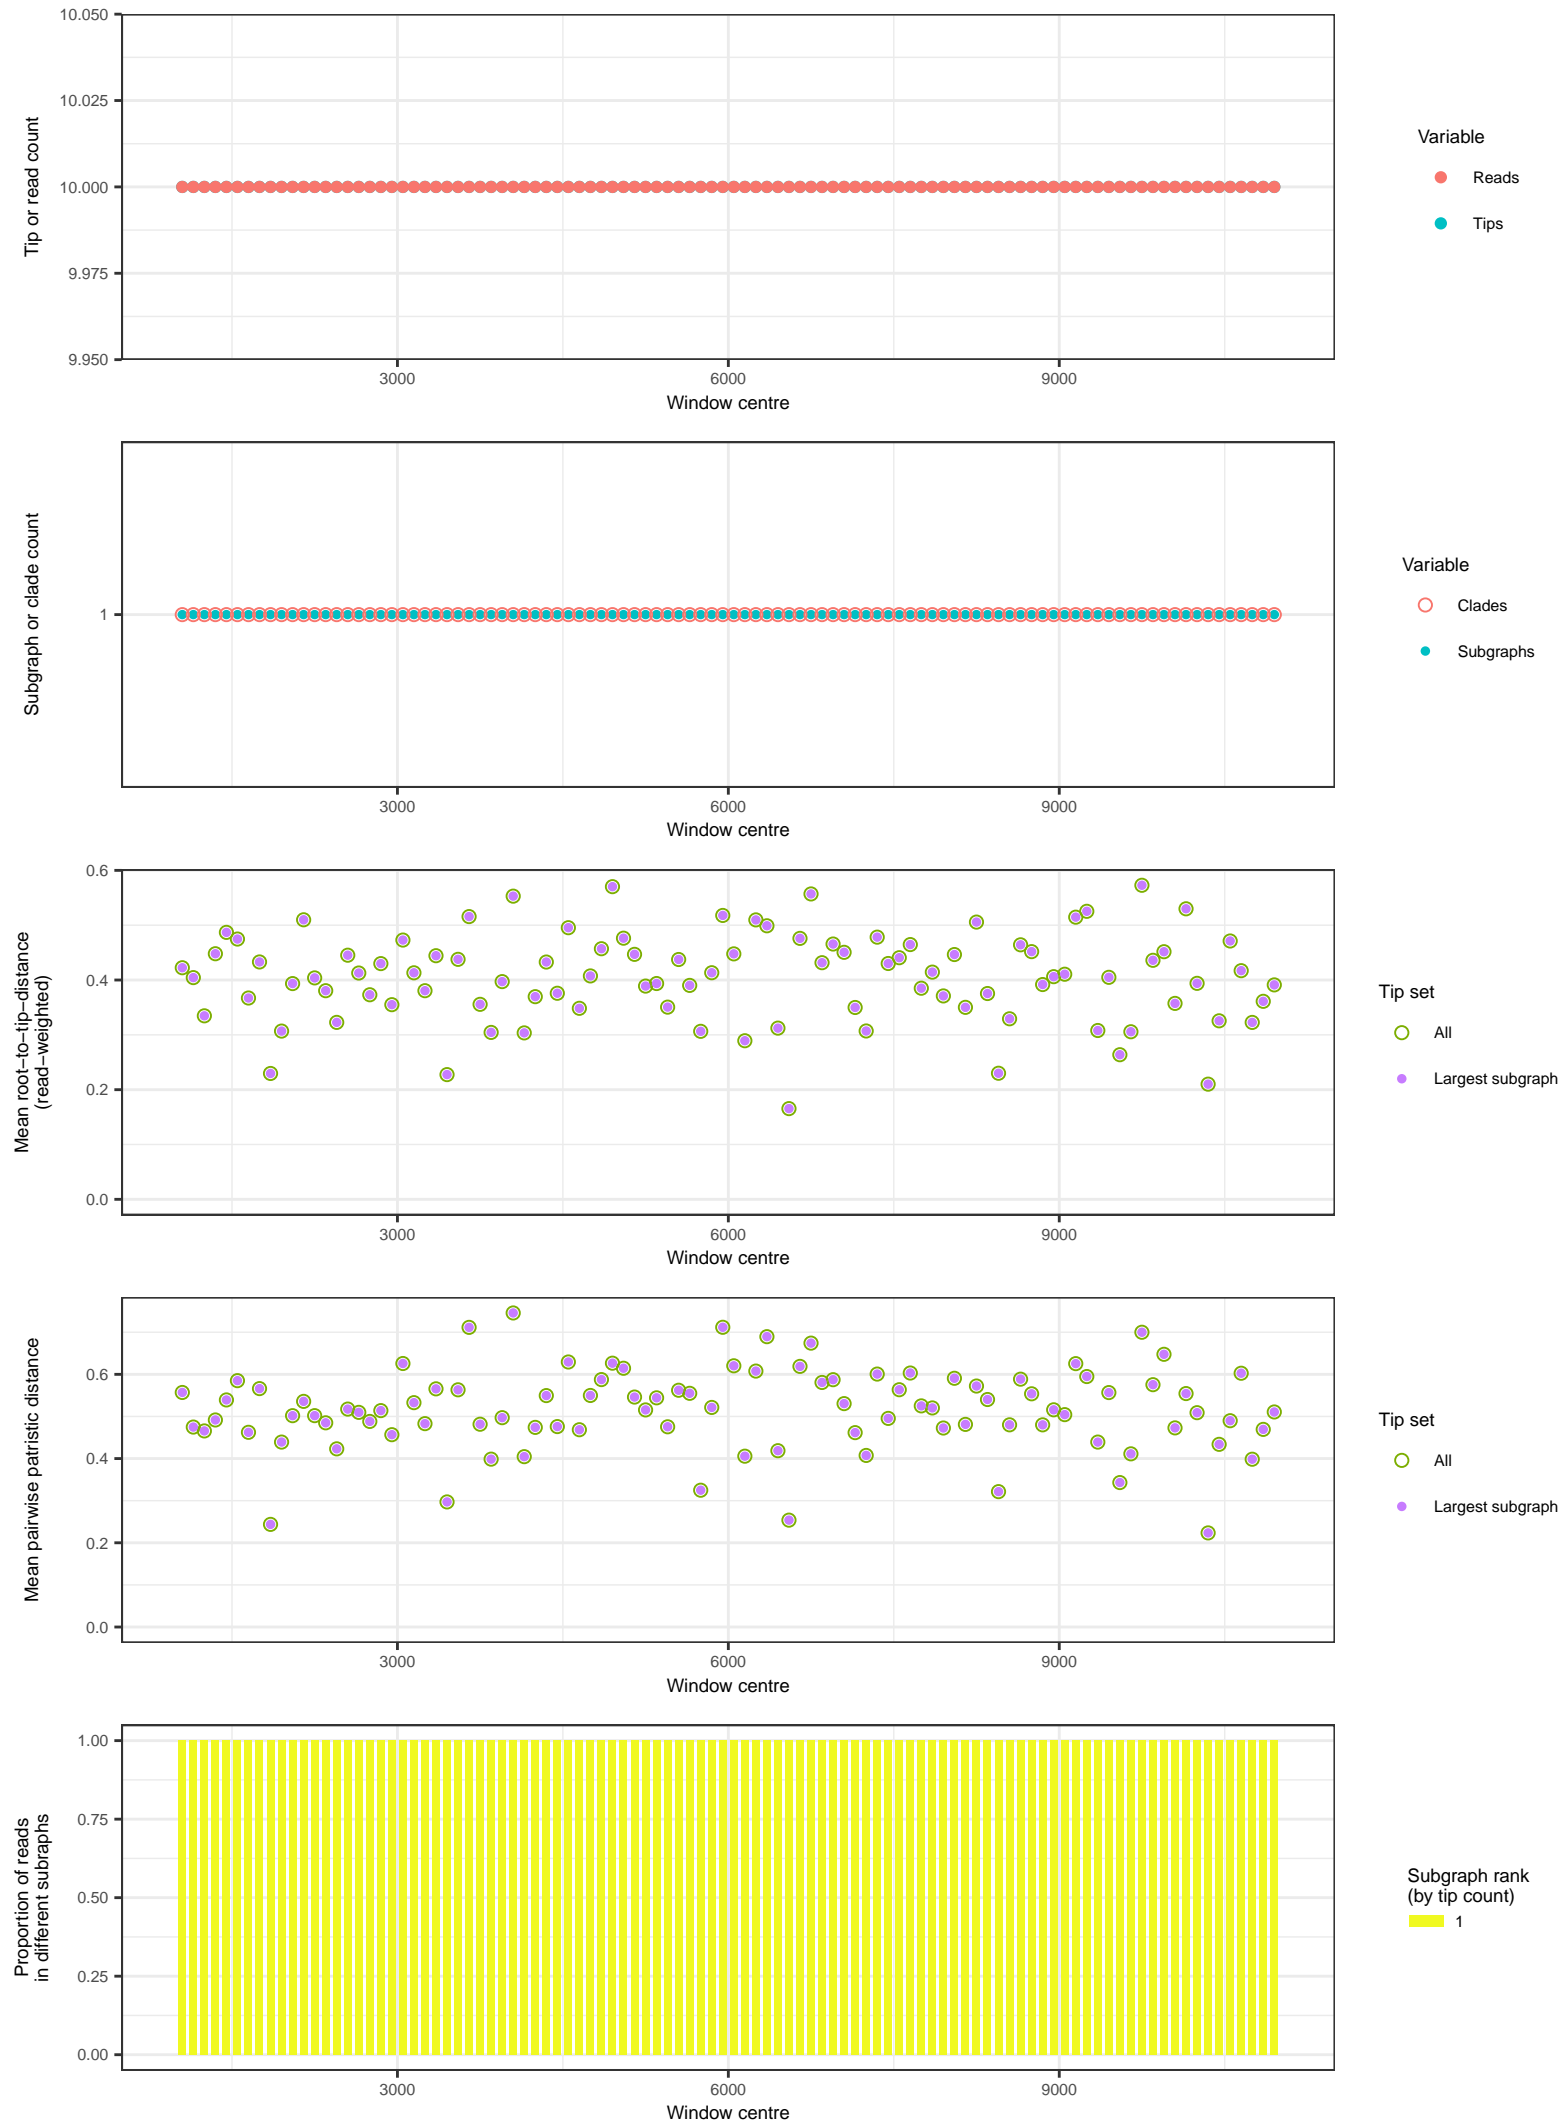 10.050
10.025
10.000
9.975
9.950
Tip or read count
3000
6000
9000
Window centre
Variable
Reads
Tips
1
Subgraph or clade count
3000
6000
9000
Window centre
Variable
Clades
Subgraphs
0.6
0.4
0.2
0.0
Mean root−to−tip−distance
(read−weighted)
3000
6000
9000
Window centre
Tip set
All
Largest subgraph
0.6
0.4
0.2
0.0
Mean pairwise patristic distance
3000
6000
9000
Window centre
Tip set
All
Largest subgraph
1.00
0.75
0.50
0.25
0.00
Proportion of reads
in different subraphs
3000
6000
9000
Window centre
Subgraph rank
(by tip count)
1